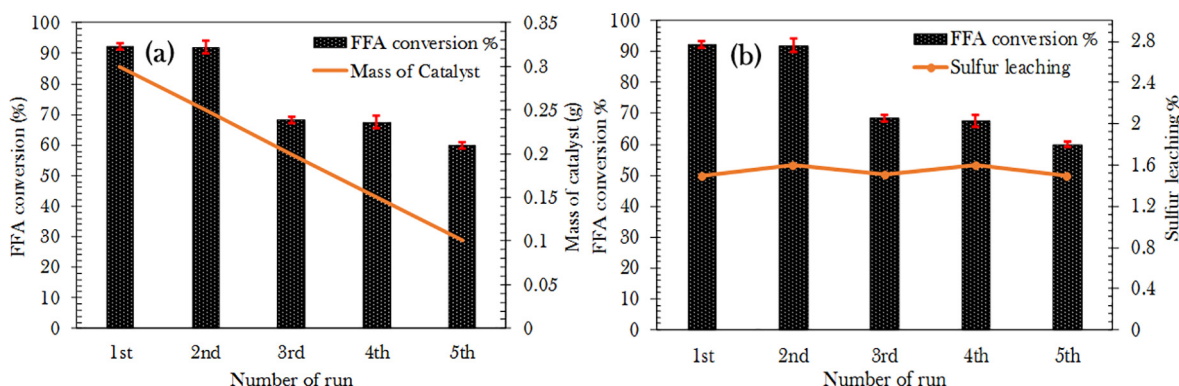 (a)
FFA conversion %
Mass of Catalyst
FFA conversion (%)
100
90
80
70
60
50
40
30
20
10
0
0.35
0.3
0.25
0.2
0.15
0.1
0.05
0
Mass of catalyst (g)
1st 2nd 3rd 4th 5th
Number of run
(b)
FFA conversion %
Sulfur leaching
FFA conversion %
100
90
80
70
60
50
40
30
20
10
0
2.8
2.4
2
1.6
1.2
0.8
0.4
0
Sulfur leaching %
1st 2nd 3rd 4th 5th
Number of run